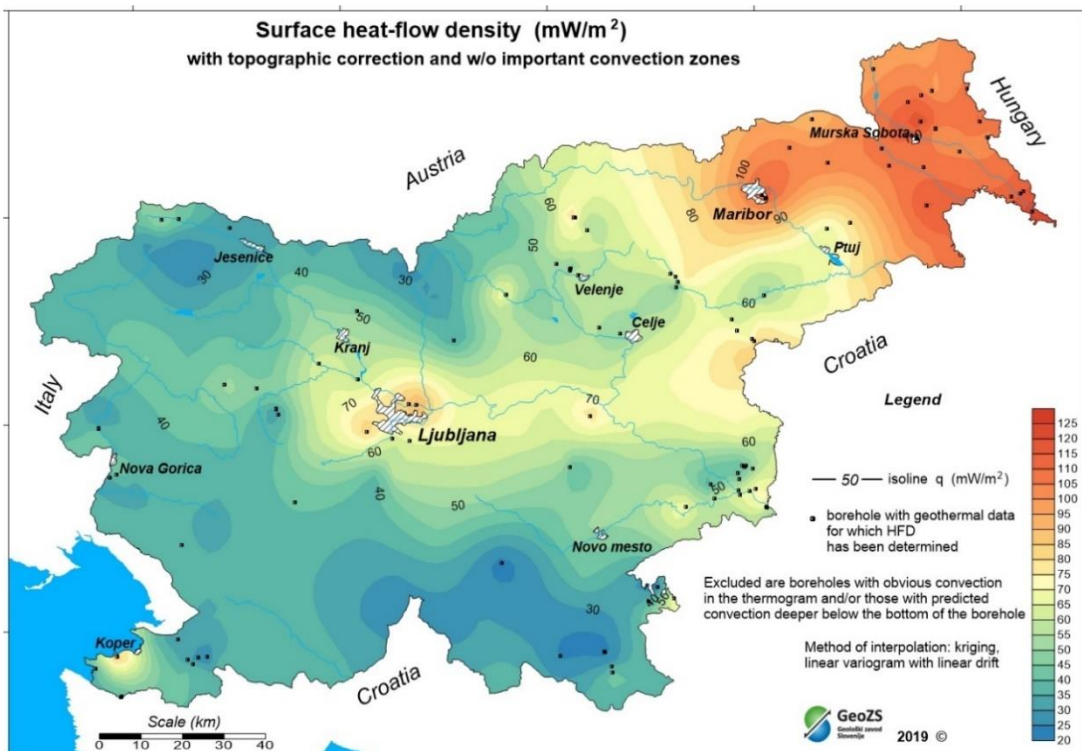 Surface heat-flow density (mW/m²)
with topographic correction and w/o important convection zones
Hungary
Murska Sobota
Austria
100
Maribor
90
80
60
50
Ptuj
Jesenice
30
40
30
Velenje
60
50
Kranj
Celje
60
Croatia
Italy
70
70
Ljubljana
60
40
60
50
Nova Gorica
40
50
Novo mesto
30
Koper
Croatia
Scale (km)
0 10 20 30 40
Legend
50 isoline q (mW/m²)
borehole with geothermal data
for which HFD
has been determined
Excluded are boreholes with obvious convection
in the thermogram and/or those with predicted
convection deeper below the bottom of the borehole
Method of interpolation: kriging,
linear variogram with linear drift
125
120
115
110
105
100
95
90
85
80
75
70
65
60
55
50
45
40
35
30
25
20
GeoZS
Geološki zavod
Slovenije
2019 ©